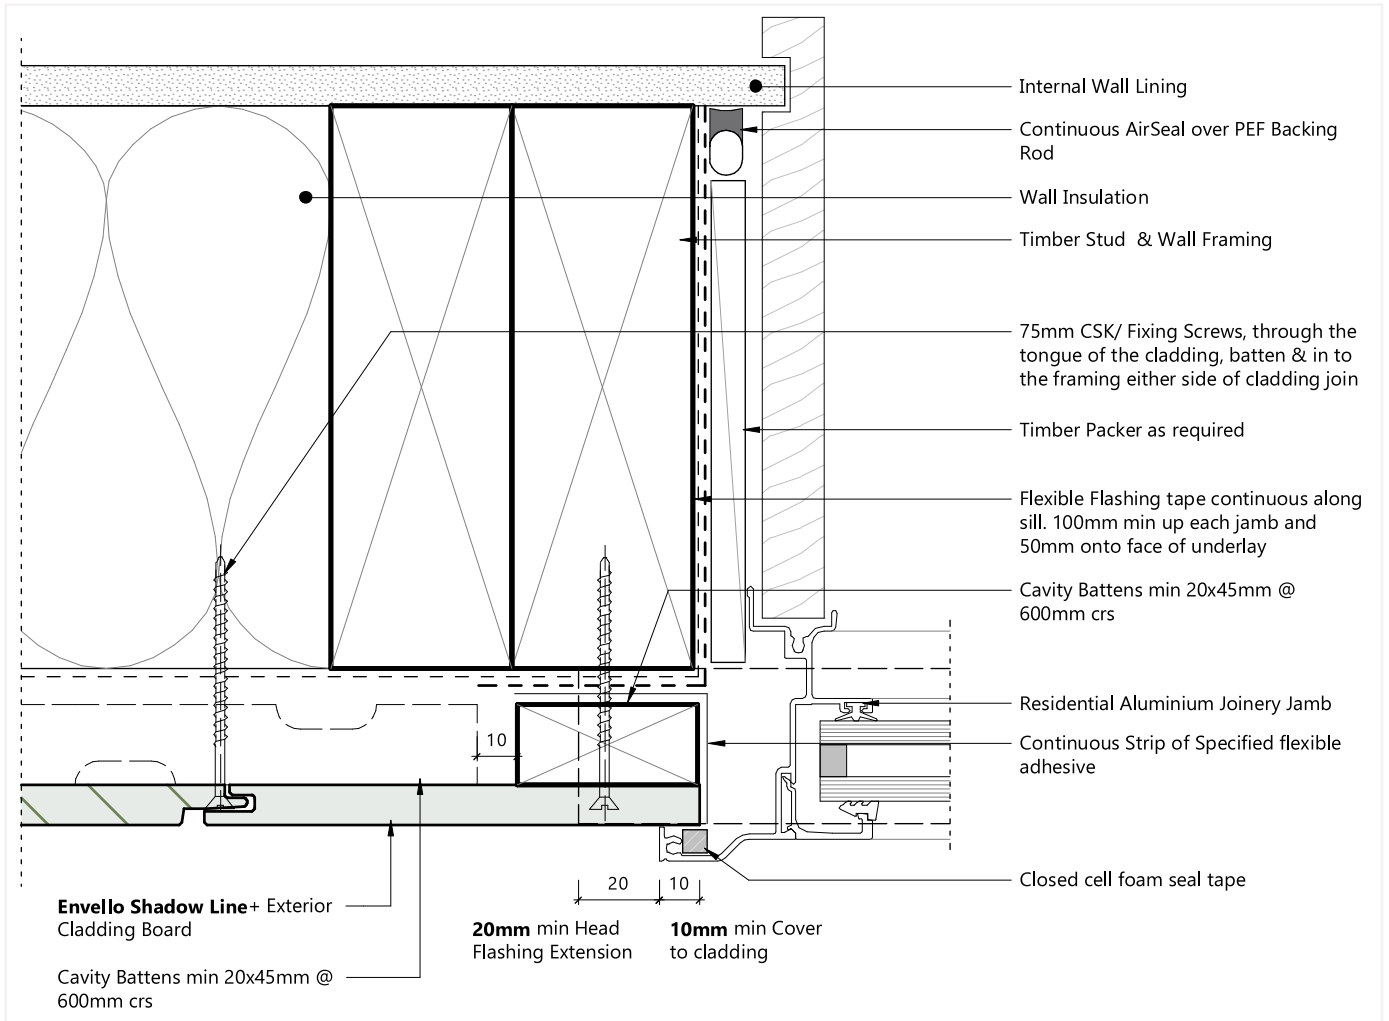 Internal Wall Lining
Continuous AirSeal over PEF Backing
Rod
Wall Insulation
Timber Stud & Wall Framing
75mm CSK/ Fixing Screws, through the
tongue of the cladding, batten & in to
the framing either side of cladding join
Timber Packer as required
Flexible Flashing tape continuous along
sill. 100mm min up each jamb and
50mm onto face of underlay
Cavity Battens min 20x45mm @
600mm crs
Residential Aluminium Joinery Jamb
Continuous Strip of Specified flexible
adhesive
Closed cell foam seal tape
10
20
10
20mm min Head
Flashing Extension
10mm min Cover
to cladding
Envello Shadow Line+ Exterior
Cladding Board
Cavity Battens min 20x45mm @
600mm crs